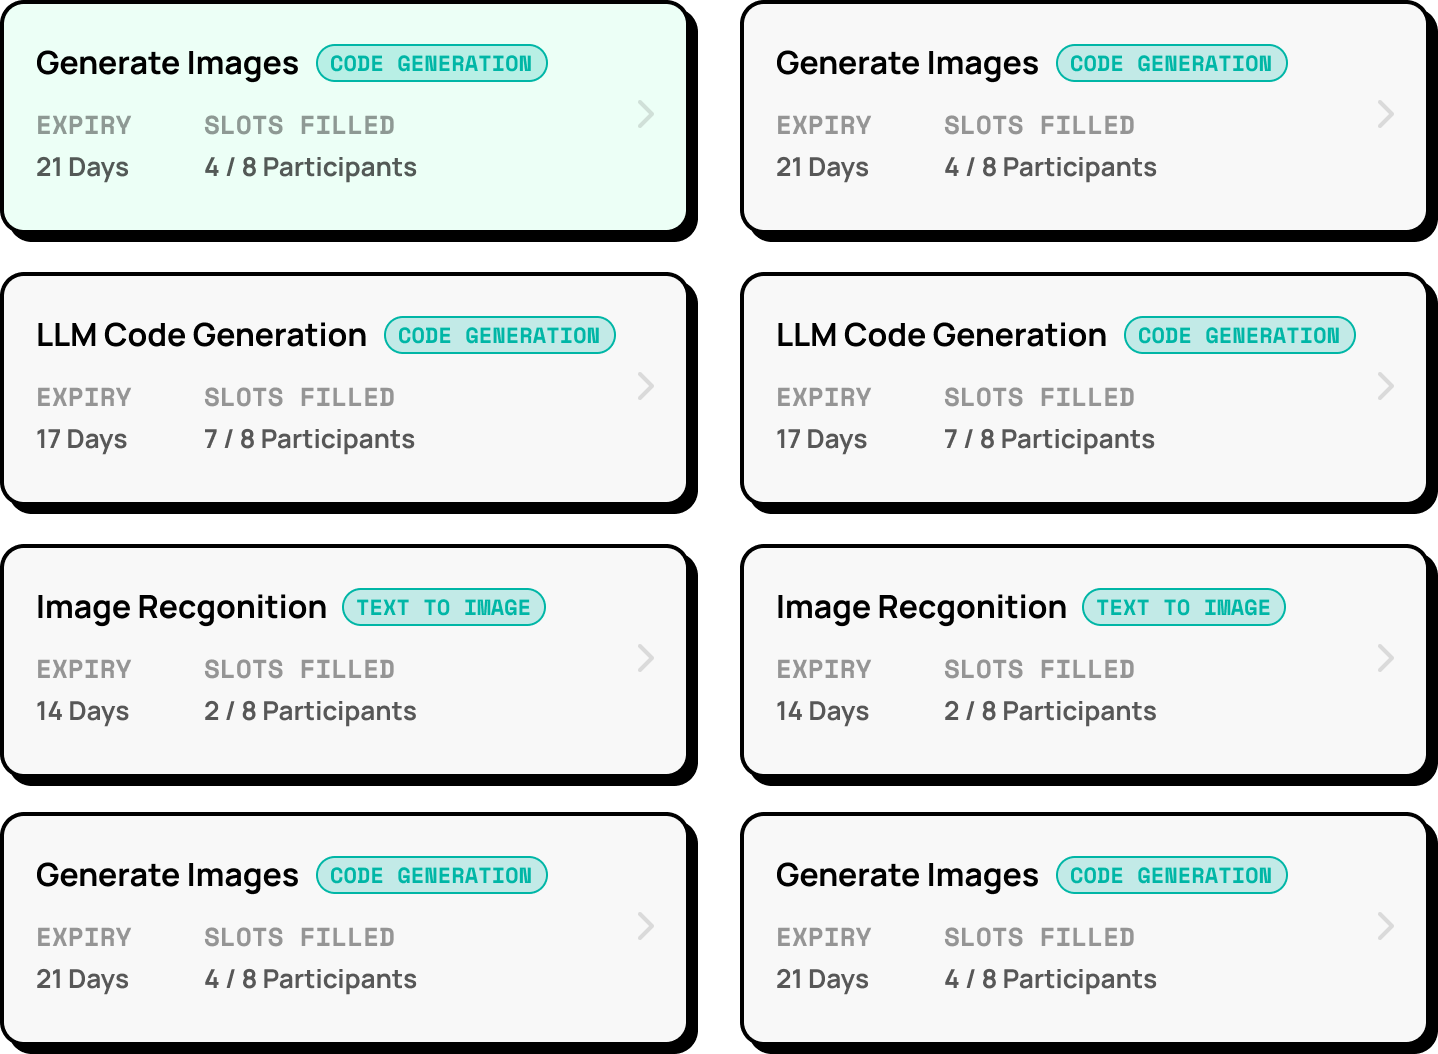 Generate Images CODE GENERATION
EXPIRY SLOTS FILLED
21 Days 4 / 8 Participants
Generate Images CODE GENERATION
EXPIRY SLOTS FILLED
21 Days 4 / 8 Participants
LLM Code Generation CODE GENERATION
EXPIRY SLOTS FILLED
17 Days 7 / 8 Participants
LLM Code Generation CODE GENERATION
EXPIRY SLOTS FILLED
17 Days 7 / 8 Participants
Image Recgonition TEXT TO IMAGE
EXPIRY SLOTS FILLED
14 Days 2 / 8 Participants
Image Recgonition TEXT TO IMAGE
EXPIRY SLOTS FILLED
14 Days 2 / 8 Participants
Generate Images CODE GENERATION
EXPIRY SLOTS FILLED
21 Days 4 / 8 Participants
Generate Images CODE GENERATION
EXPIRY SLOTS FILLED
21 Days 4 / 8 Participants